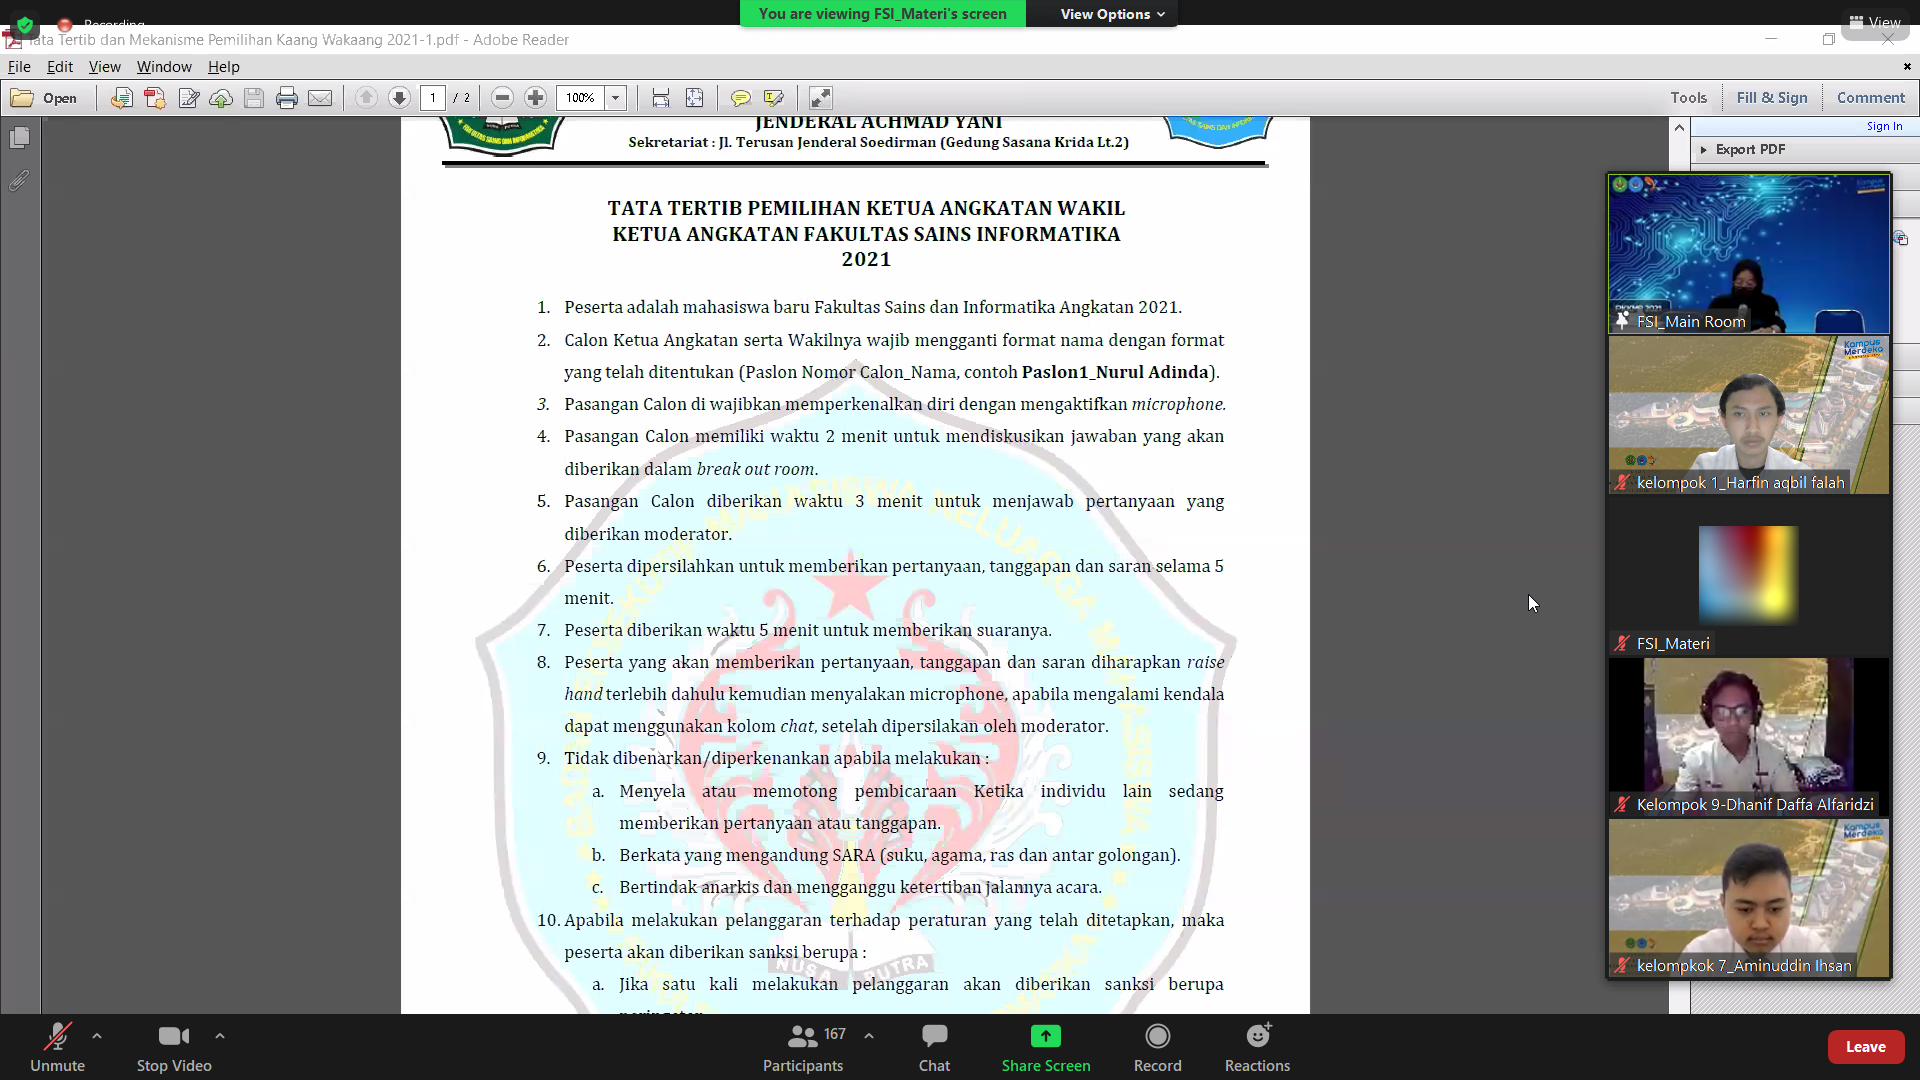 You are viewing FSI_Materi's screen
View Options
View
Recording
Tata Tertib dan Mekanisme Pemilihan Kaang Wakaang 2021-1.pdf - Adobe Reader
File Edit View Window Help
Open 1 / 2 100% Tools Fill & Sign Comment
Sign In
Export PDF
JENDERAL ACHMAD YANI
Sekretariat : Jl. Terusan Jenderal Soedirman (Gedung Sasana Krida Lt.2)
TATA TERTIB PEMILIHAN KETUA ANGKATAN WAKIL
KETUA ANGKATAN FAKULTAS SAINS INFORMATIKA
2021
1. Peserta adalah mahasiswa baru Fakultas Sains dan Informatika Angkatan 2021.
2. Calon Ketua Angkatan serta Wakilnya wajib mengganti format nama dengan format
yang telah ditentukan (Paslon Nomor Calon_Nama, contoh Paslon1_Nurul Adinda).
3. Pasangan Calon di wajibkan memperkenalkan diri dengan mengaktifkan microphone.
4. Pasangan Calon memiliki waktu 2 menit untuk mendiskusikan jawaban yang akan
diberikan dalam break out room.
5. Pasangan Calon diberikan waktu 3 menit untuk menjawab pertanyaan yang
diberikan moderator.
6. Peserta dipersilahkan untuk memberikan pertanyaan, tanggapan dan saran selama 5
menit.
7. Peserta diberikan waktu 5 menit untuk memberikan suaranya.
8. Peserta yang akan memberikan pertanyaan, tanggapan dan saran diharapkan raise
hand terlebih dahulu kemudian menyalakan microphone, apabila mengalami kendala
dapat menggunakan kolom chat, setelah dipersilakan oleh moderator.
9. Tidak dibenarkan/diperkenankan apabila melakukan :
a. Menyela atau memotong pembicaraan Ketika individu lain sedang
memberikan pertanyaan atau tanggapan.
b. Berkata yang mengandung SARA (suku, agama, ras dan antar golongan).
c. Bertindak anarkis dan mengganggu ketertiban jalannya acara.
10. Apabila melakukan pelanggaran terhadap peraturan yang telah ditetapkan, maka
peserta akan diberikan sanksi berupa :
a. Jika satu kali melakukan pelanggaran akan diberikan sanksi berupa
NUSA PUTRA
FSI_Main Room
Kampus Merdeka
kelompok 1_Harfin aqbil falah
FSI_Materi
Kelompok 9-Dhanif Daffa Alfaridzi
Kampus Merdeka
kelompkok 7_Aminuddin Ihsan
Unmute
Stop Video
167
Participants
Chat
Share Screen
Record
Reactions
Leave